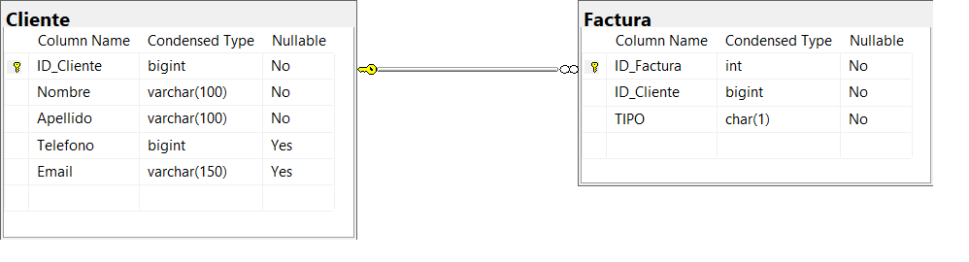 Cliente
Column Name Condensed Type Nullable
ID_Cliente bigint No
Nombre varchar(100) No
Apellido varchar(100) No
Telefono bigint Yes
Email varchar(150) Yes
Factura
Column Name Condensed Type Nullable
ID_Factura int No
ID_Cliente bigint No
TIPO char(1) No